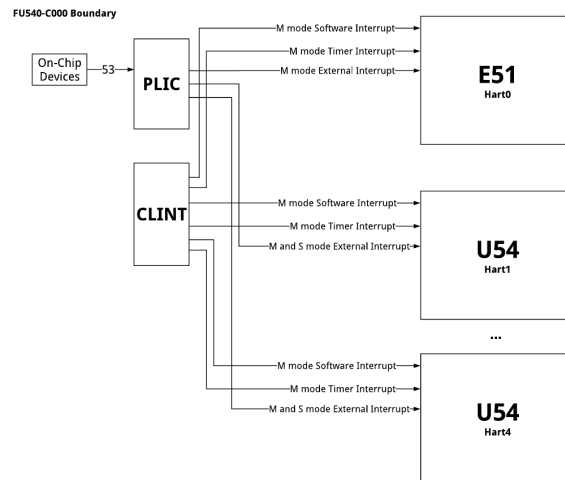 FU540-C000 Boundary
On-Chip
Devices
53
PLIC
CLINT
M mode Software Interrupt
M mode Timer Interrupt
M mode External Interrupt
E51
Hart0
M mode Software Interrupt
M mode Timer Interrupt
M and S mode External Interrupt
U54
Hart1
...
M mode Software Interrupt
M mode Timer Interrupt
M and S mode External Interrupt
U54
Hart4